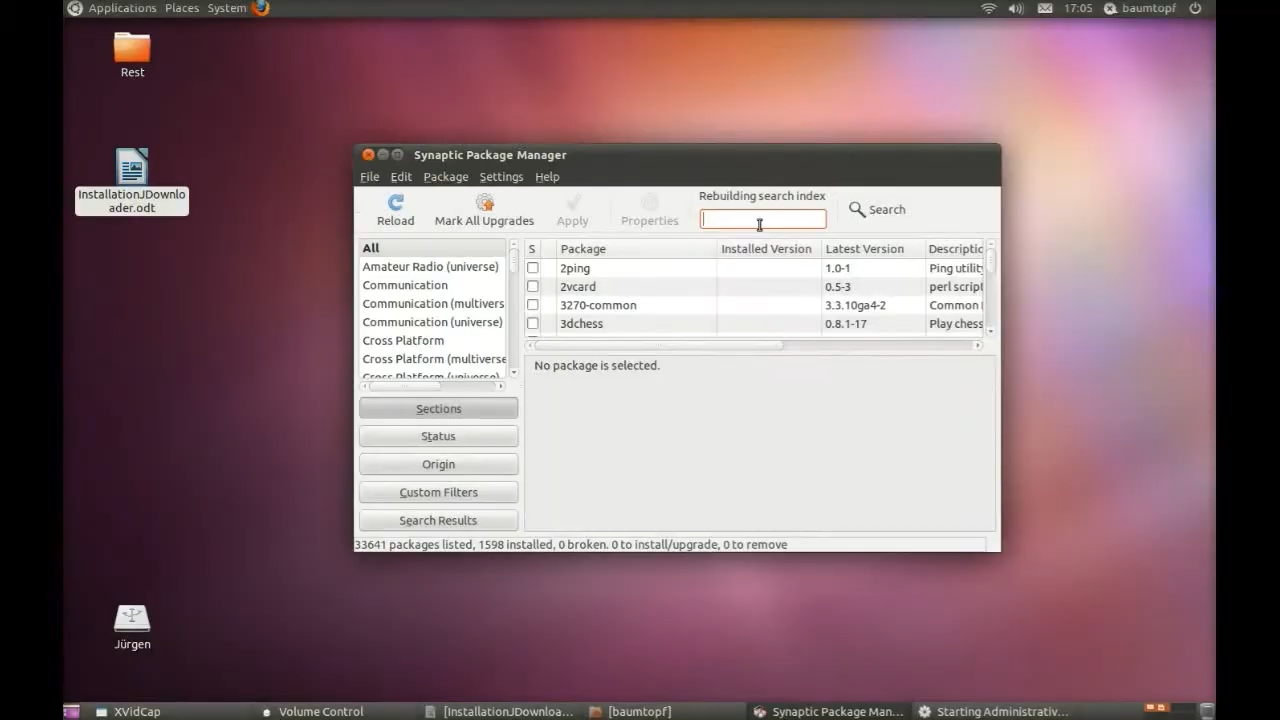 Applications Places System
17:05 baumtopf
Rest
InstallationJDownlo
ader.odt
Jürgen
Synaptic Package Manager
File Edit Package Settings Help
Reload Mark All Upgrades Apply Properties Rebuilding search index Search
All
Amateur Radio (universe)
Communication
Communication (multivers
Communication (universe)
Cross Platform
Cross Platform (multiverse
Cross Platform (universe)
S Package Installed Version Latest Version Descriptic
2ping 1.0-1 Ping utility
2vcard 0.5-3 perl script
3270-common 3.3.10ga4-2 Common
3dchess 0.8.1-17 Play chess
No package is selected.
Sections
Status
Origin
Custom Filters
Search Results
33641 packages listed, 1598 installed, 0 broken. 0 to install/upgrade, 0 to remove
XVidCap Volume Control [InstallationJDownloa... [baumtopf] Synaptic Package Man... Starting Administrativ...